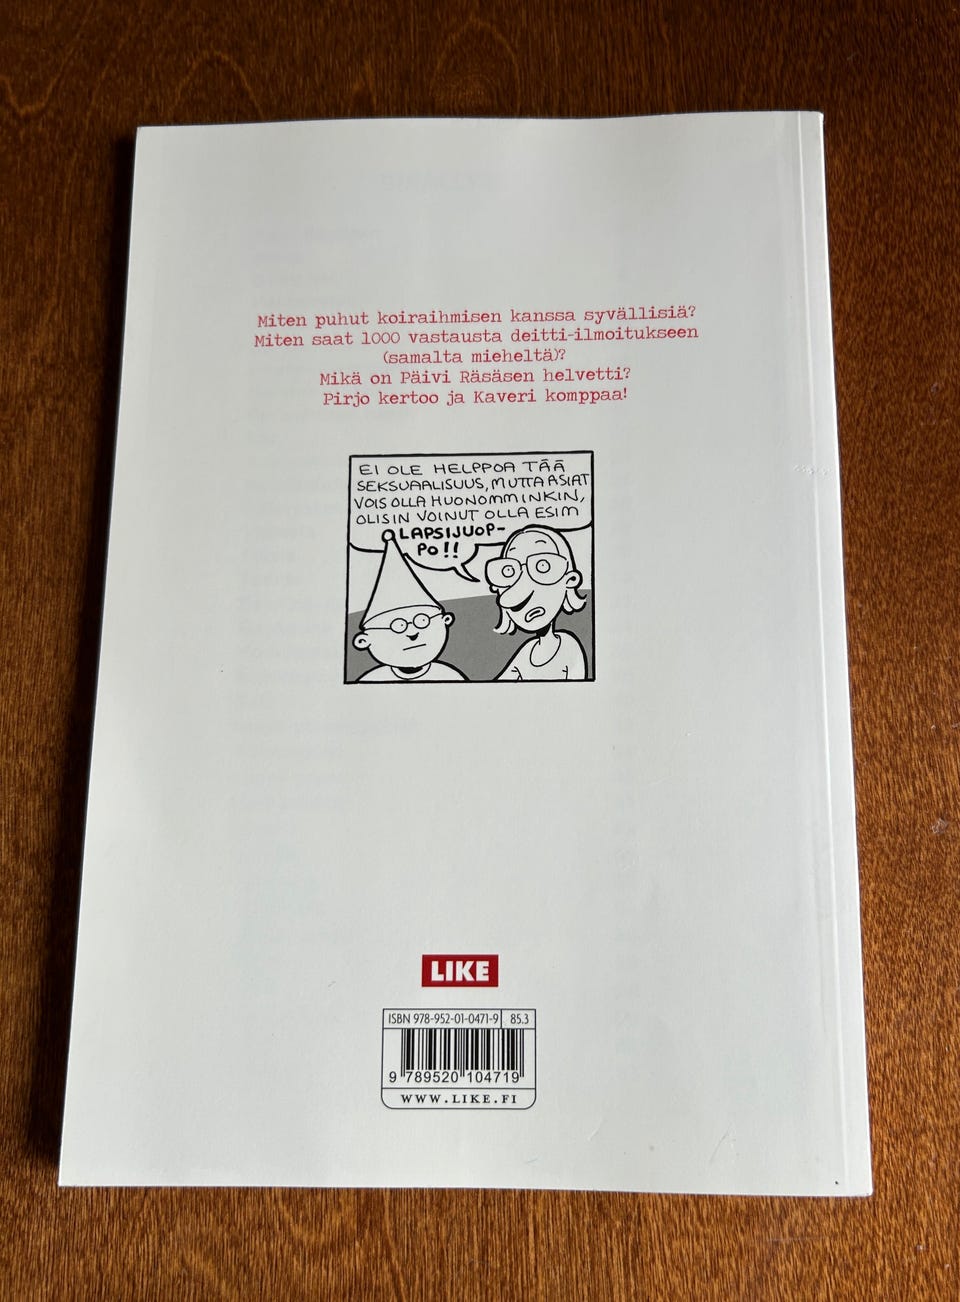 Miten puhut koiraihmisen kanssa syvällisiä?
Miten saat 1000 vastausta deitti-ilmoitukseen
(samalta mieheltä)?
Mikä on Päivi Räsäsen helvetti?
Pirjo kertoo ja Kaveri komppaa!
EI OLE HELPPOA TÄÄ
SEKSUAALISUUS, MUTTA ASIAT
VOIS OLLA HUONOMMINKIN,
OLISIN VOINUT OLLA ESIM
LAPSIJUOP-
PO!!
LIKE
ISBN 978-952-01-0471-9 85.3
9 789520 104719
WWW.LIKE.FI